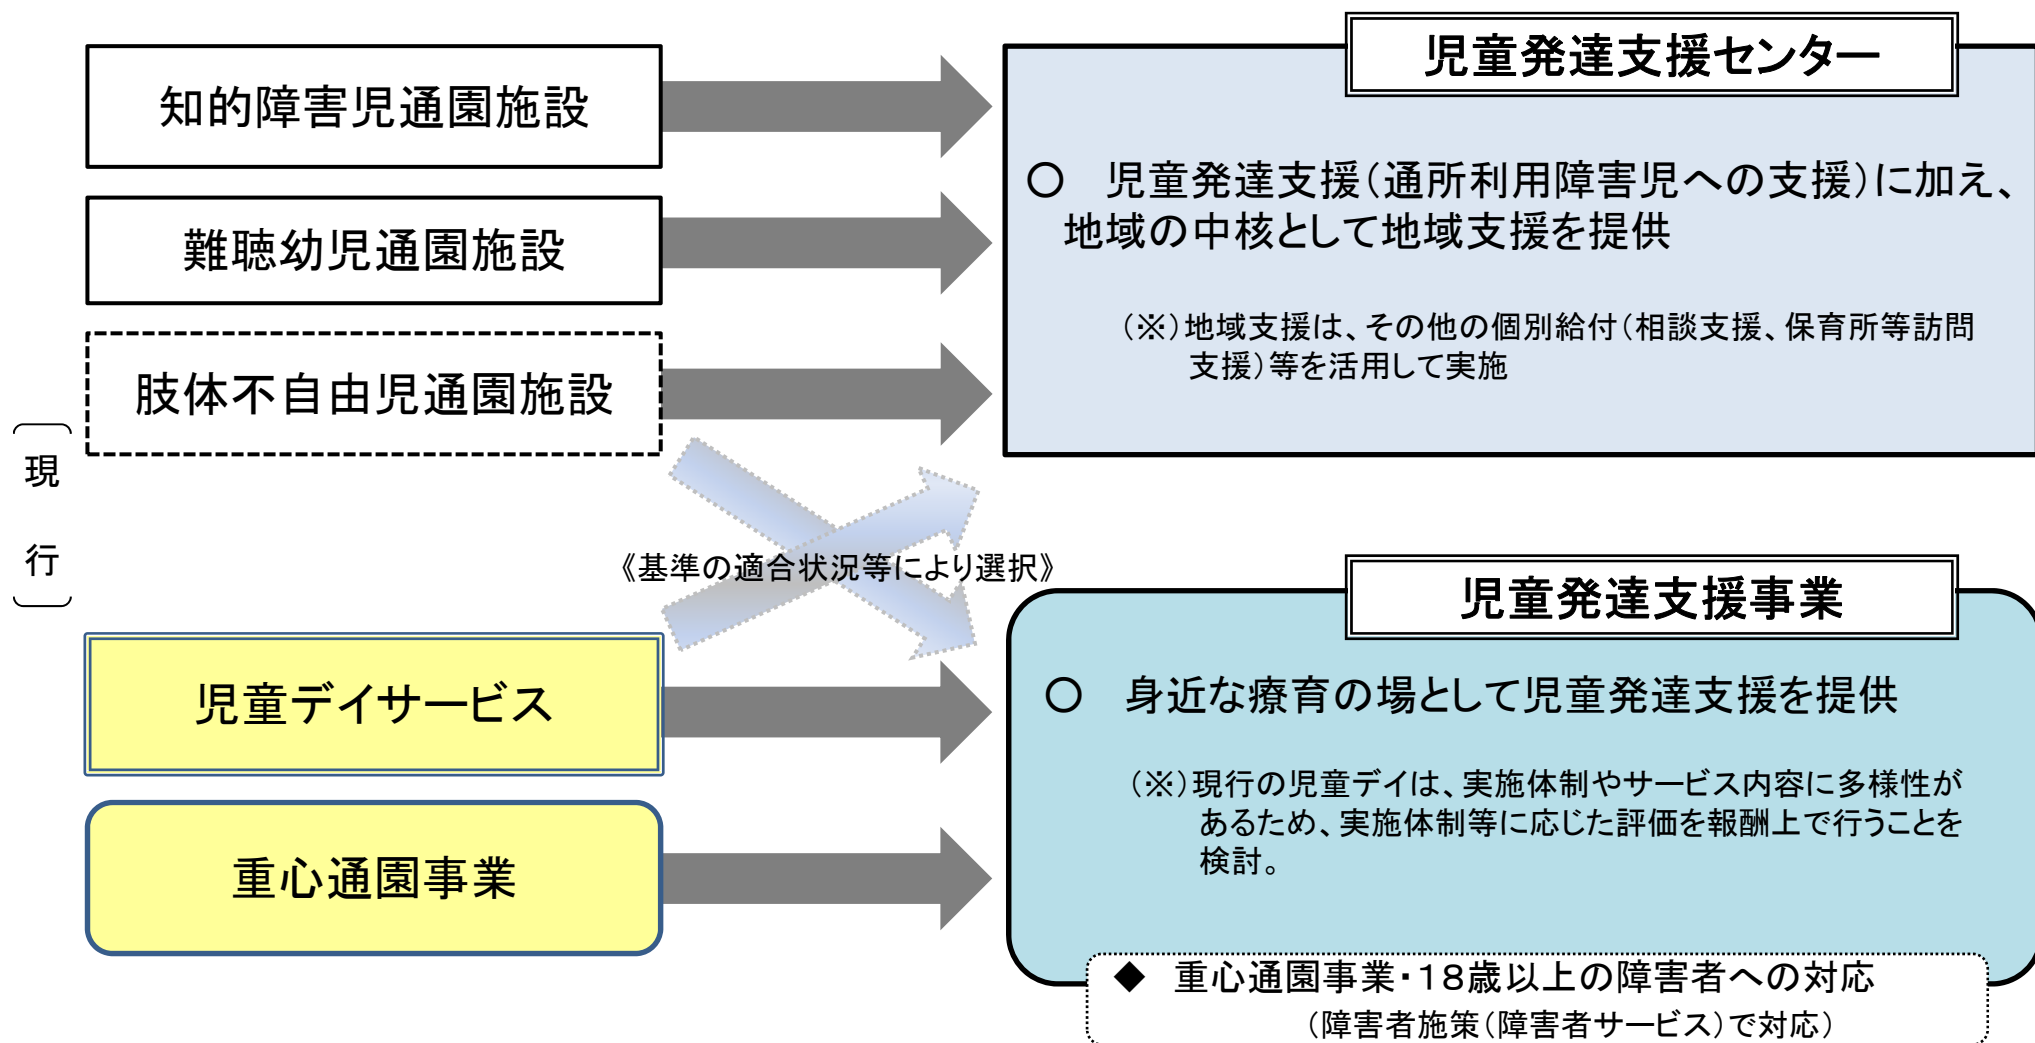 〔現行〕
知的障害児通園施設
難聴幼児通園施設
肢体不自由児通園施設
児童デイサービス
重心通園事業
《基準の適合状況等により選択》
児童発達支援センター
○　児童発達支援（通所利用障害児への支援）に加え、
地域の中核として地域支援を提供
（※）地域支援は、その他の個別給付（相談支援、保育所等訪問
支援）等を活用して実施
児童発達支援事業
○　身近な療育の場として児童発達支援を提供
（※）現行の児童デイは、実施体制やサービス内容に多様性が
あるため、実施体制等に応じた評価を報酬上で行うことを
検討。
◆　重心通園事業・１８歳以上の障害者への対応
（障害者施策（障害者サービス）で対応）